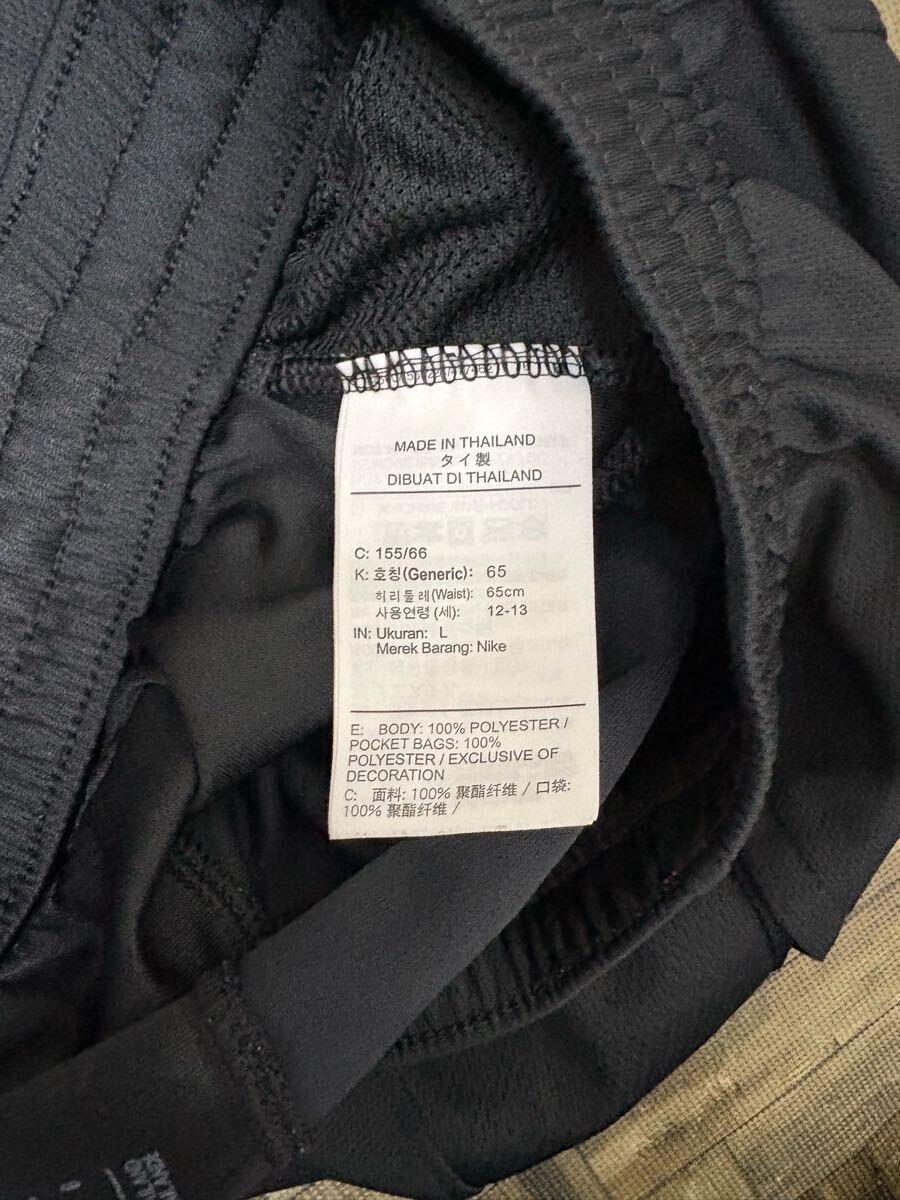 MADE IN THAILAND
タイ製
DIBUAT DI THAILAND
C: 155/66
K: 호칭(Generic): 65
허리둘레(Waist): 65cm
사용연령(세): 12-13
IN: Ukuran: L
Merek Barang: Nike
E: BODY: 100% POLYESTER /
POCKET BAGS: 100%
POLYESTER / EXCLUSIVE OF
DECORATION
C: 面料: 100% 聚酯纤维 / 口袋:
100% 聚酯纤维 /